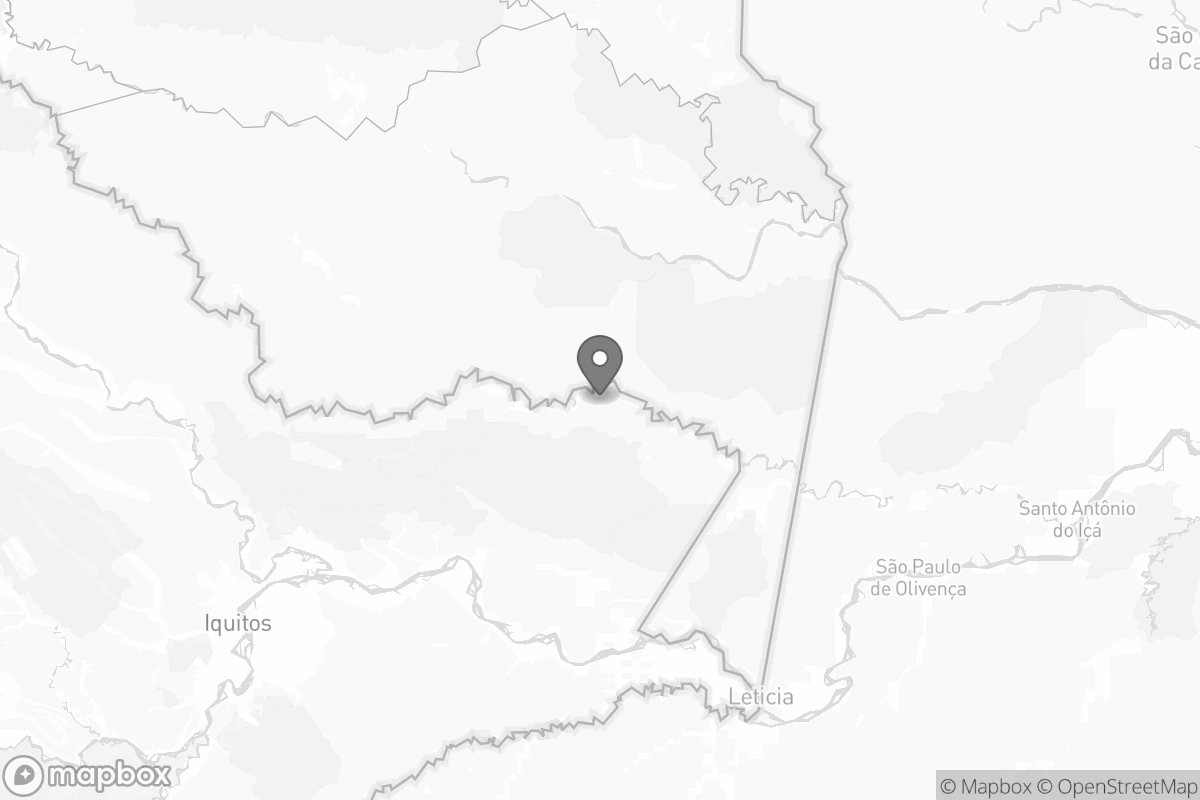 São
da Ca
Santo Antônio
do Içá
São Paulo
de Olivença
Iquitos
Leticia
mapbox
© Mapbox © OpenStreetMap